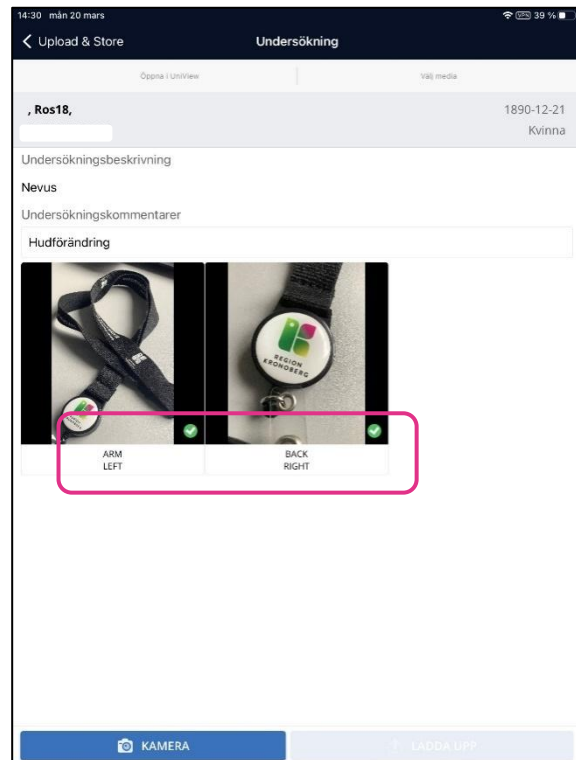 14:30 mån 20 mars VPN 39 %
Upload & Store Undersökning
Öppna i UniView Välj media
, Ros18, 1890-12-21
Kvinna
Undersökningsbeskrivning
Nevus
Undersökningskommentarer
Hudförändring
REGION
KRONOBERG
ARM BACK
LEFT RIGHT
KAMERA LADDA UPP